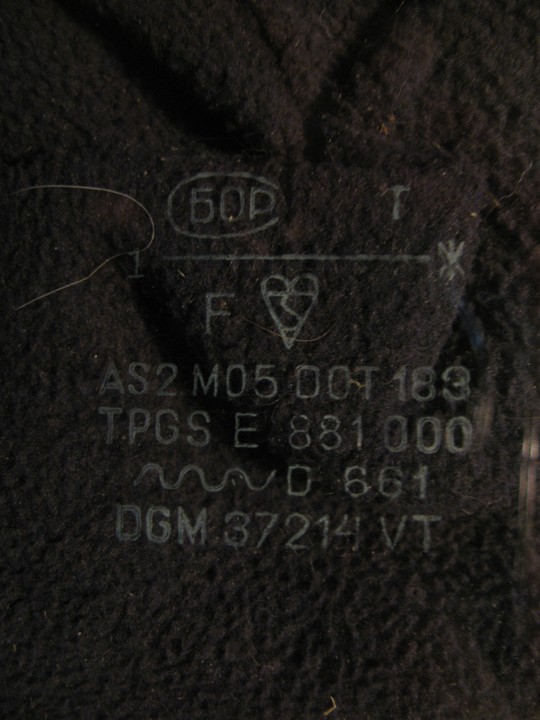 БОР Т
1 Ж
F S
AS2 M05 DOT 183
TPGS E 881 000
D 661
DGM 37214 VT